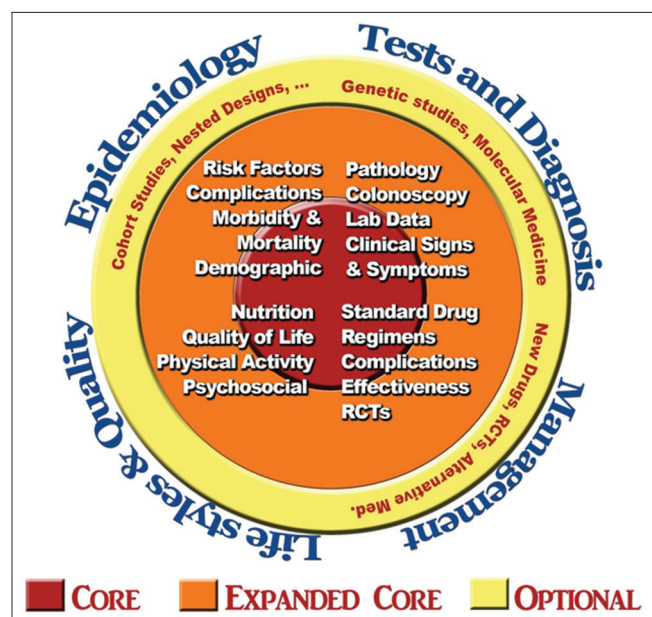 Epidemiology
Tests and Diagnosis
Cohort Studies, Nested Designs, ...
Genetic studies, Molecular Medicine
Risk Factors
Complications
Morbidity &
Mortality
Demographic
Pathology
Colonoscopy
Lab Data
Clinical Signs
& Symptoms
Nutrition
Quality of Life
Physical Activity
Psychosocial
Standard Drug
Regimens
Complications
Effectiveness
RCTs
New Drugs, RCTs, Alternative Med.
Life styles & Quality
Management
CORE
EXPANDED CORE
OPTIONAL